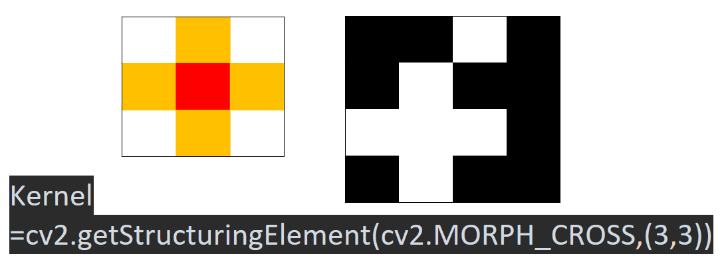 Kernel
=cv2.getStructuringElement(cv2.MORPH_CROSS,(3,3))